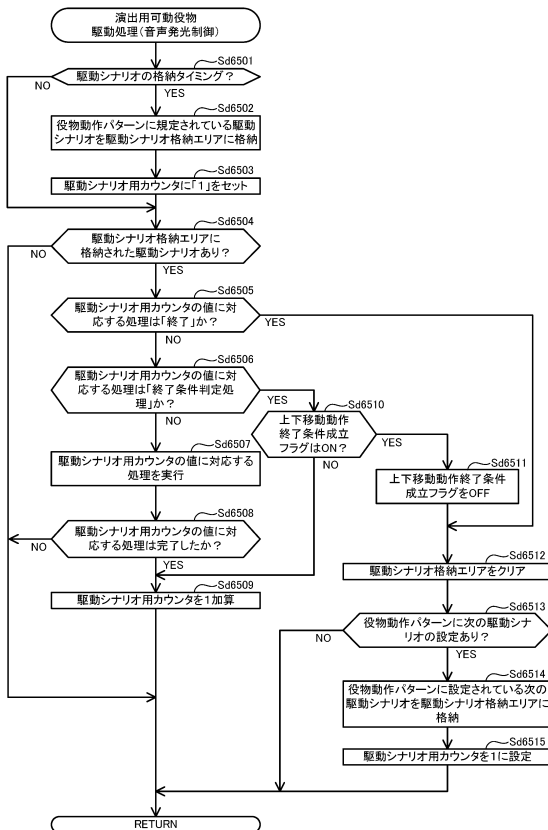 演出用可動役物
駆動処理(音声発光制御)
Sd6501
駆動シナリオの格納タイミング?
NO
YES
Sd6502
役物動作パターンに規定されている駆動
シナリオを駆動シナリオ格納エリアに格納
Sd6503
駆動シナリオ用カウンタに「1」をセット
Sd6504
駆動シナリオ格納エリアに
格納された駆動シナリオあり?
NO
YES
Sd6505
駆動シナリオ用カウンタの値に対
応する処理は「終了」か?
YES
NO
Sd6506
駆動シナリオ用カウンタの値に対
応する処理は「終了条件判定処
理」か?
YES
NO
Sd6510
上下移動動作
終了条件成立
フラグはON?
YES
NO
Sd6507
駆動シナリオ用カウンタの値に対応する
処理を実行
Sd6511
上下移動動作終了条件
成立フラグをOFF
Sd6508
駆動シナリオ用カウンタの値に対
応する処理は完了したか?
NO
YES
Sd6509
駆動シナリオ用カウンタを1加算
Sd6512
駆動シナリオ格納エリアをクリア
Sd6513
役物動作パターンに次の駆動シナ
リオの設定あり?
NO
YES
Sd6514
役物動作パターンに設定されている次の
駆動シナリオを駆動シナリオ格納エリアに
格納
Sd6515
駆動シナリオ用カウンタを1に設定
RETURN